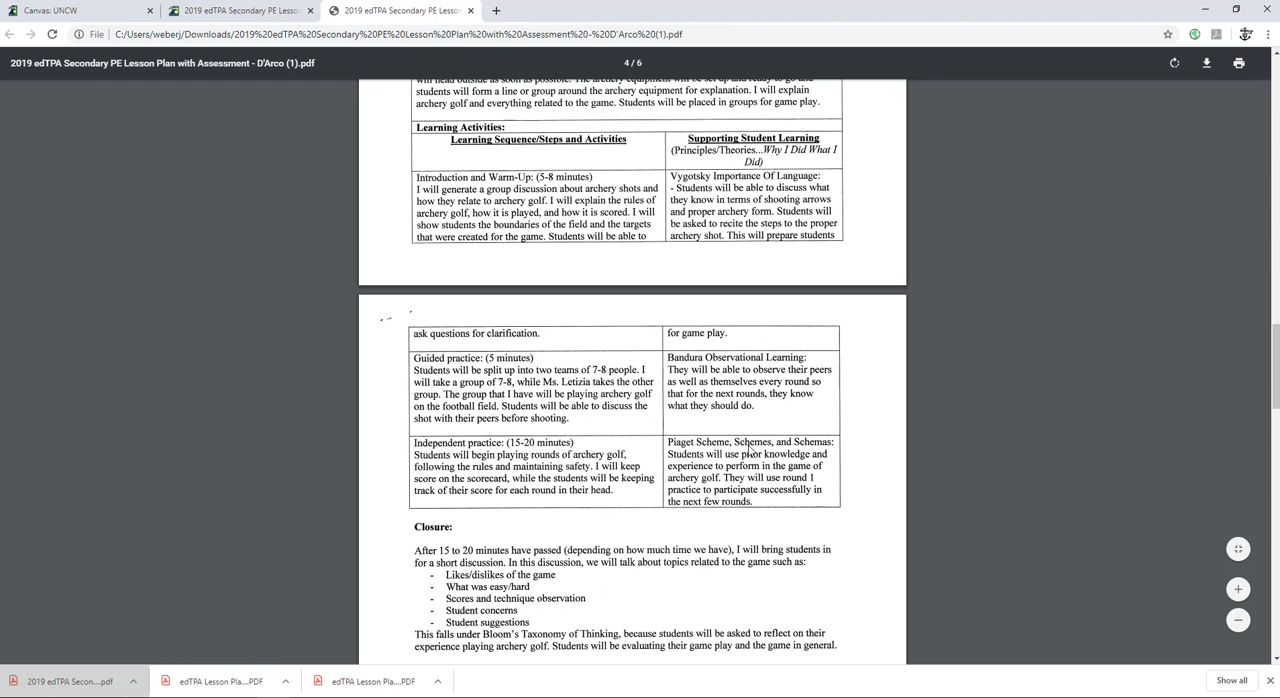 Canvas: UNCW
2019 edTPA Secondary PE Lesson
2019 edTPA Secondary PE Lesson
File
C:/Users/weberj/Downloads/2019%20edTPA%20Secondary%20PE%20Lesson%20Plan%20with%20Assessment%20-%20D'Arco%20(1).pdf
2019 edTPA Secondary PE Lesson Plan with Assessment - D'Arco (1).pdf
4 / 6
will head outside as soon as possible. The archery equipment will be set up and ready to go and
students will form a line or group around the archery equipment for explanation. I will explain
archery golf and everything related to the game. Students will be placed in groups for game play.
Learning Activities:
Learning Sequence/Steps and Activities
Supporting Student Learning
(Principles/Theories...Why I Did What I
Did)
Introduction and Warm-Up: (5-8 minutes)
I will generate a group discussion about archery shots and
how they relate to archery golf. I will explain the rules of
archery golf, how it is played, and how it is scored. I will
show students the boundaries of the field and the targets
that were created for the game. Students will be able to
Vygotsky Importance Of Language:
- Students will be able to discuss what
they know in terms of shooting arrows
and proper archery form. Students will
be asked to recite the steps to the proper
archery shot. This will prepare students
ask questions for clarification.
for game play.
Guided practice: (5 minutes)
Students will be split up into two teams of 7-8 people. I
will take a group of 7-8, while Ms. Letizia takes the other
group. The group that I have will be playing archery golf
on the football field. Students will be able to discuss the
shot with their peers before shooting.
Bandura Observational Learning:
They will be able to observe their peers
as well as themselves every round so
that for the next rounds, they know
what they should do.
Independent practice: (15-20 minutes)
Students will begin playing rounds of archery golf,
following the rules and maintaining safety. I will keep
score on the scorecard, while the students will be keeping
track of their score for each round in their head.
Piaget Scheme, Schemes, and Schemas:
Students will use prior knowledge and
experience to perform in the game of
archery golf. They will use round 1
practice to participate successfully in
the next few rounds.
Closure:
After 15 to 20 minutes have passed (depending on how much time we have), I will bring students in
for a short discussion. In this discussion, we will talk about topics related to the game such as:
- Likes/dislikes of the game
- What was easy/hard
- Scores and technique observation
- Student concerns
- Student suggestions
This falls under Bloom's Taxonomy of Thinking, because students will be asked to reflect on their
experience playing archery golf. Students will be evaluating their game play and the game in general.
2019 edTPA Secon....pdf
edTPA Lesson Pla....PDF
edTPA Lesson Pla....PDF
Show all